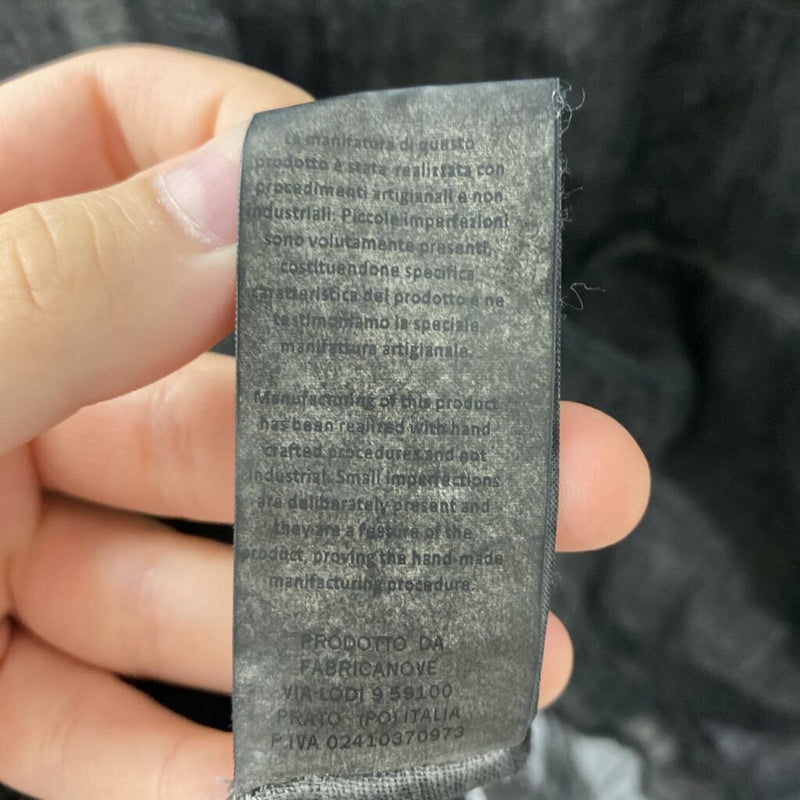 La manifatura di questo
prodotto è stata realizzata con
procedimenti artigianali e non
industriali. Piccole imperfezioni
sono volutamente presenti,
costituendone specifica
caratteristica del prodotto e ne
testimoniamo la speciale
manifattura artigianale.
Manufacturing of this product
has been realized with hand
crafted procedures and not
industrial. Small imperfections
are deliberately present and
they are a feature of the
product, proving the hand-made
manifacturing procedure.
PRODOTTO DA
FABRICANOVE
VIA LODI 9 59100
PRATO (PO) ITALIA
P.IVA 02410370973